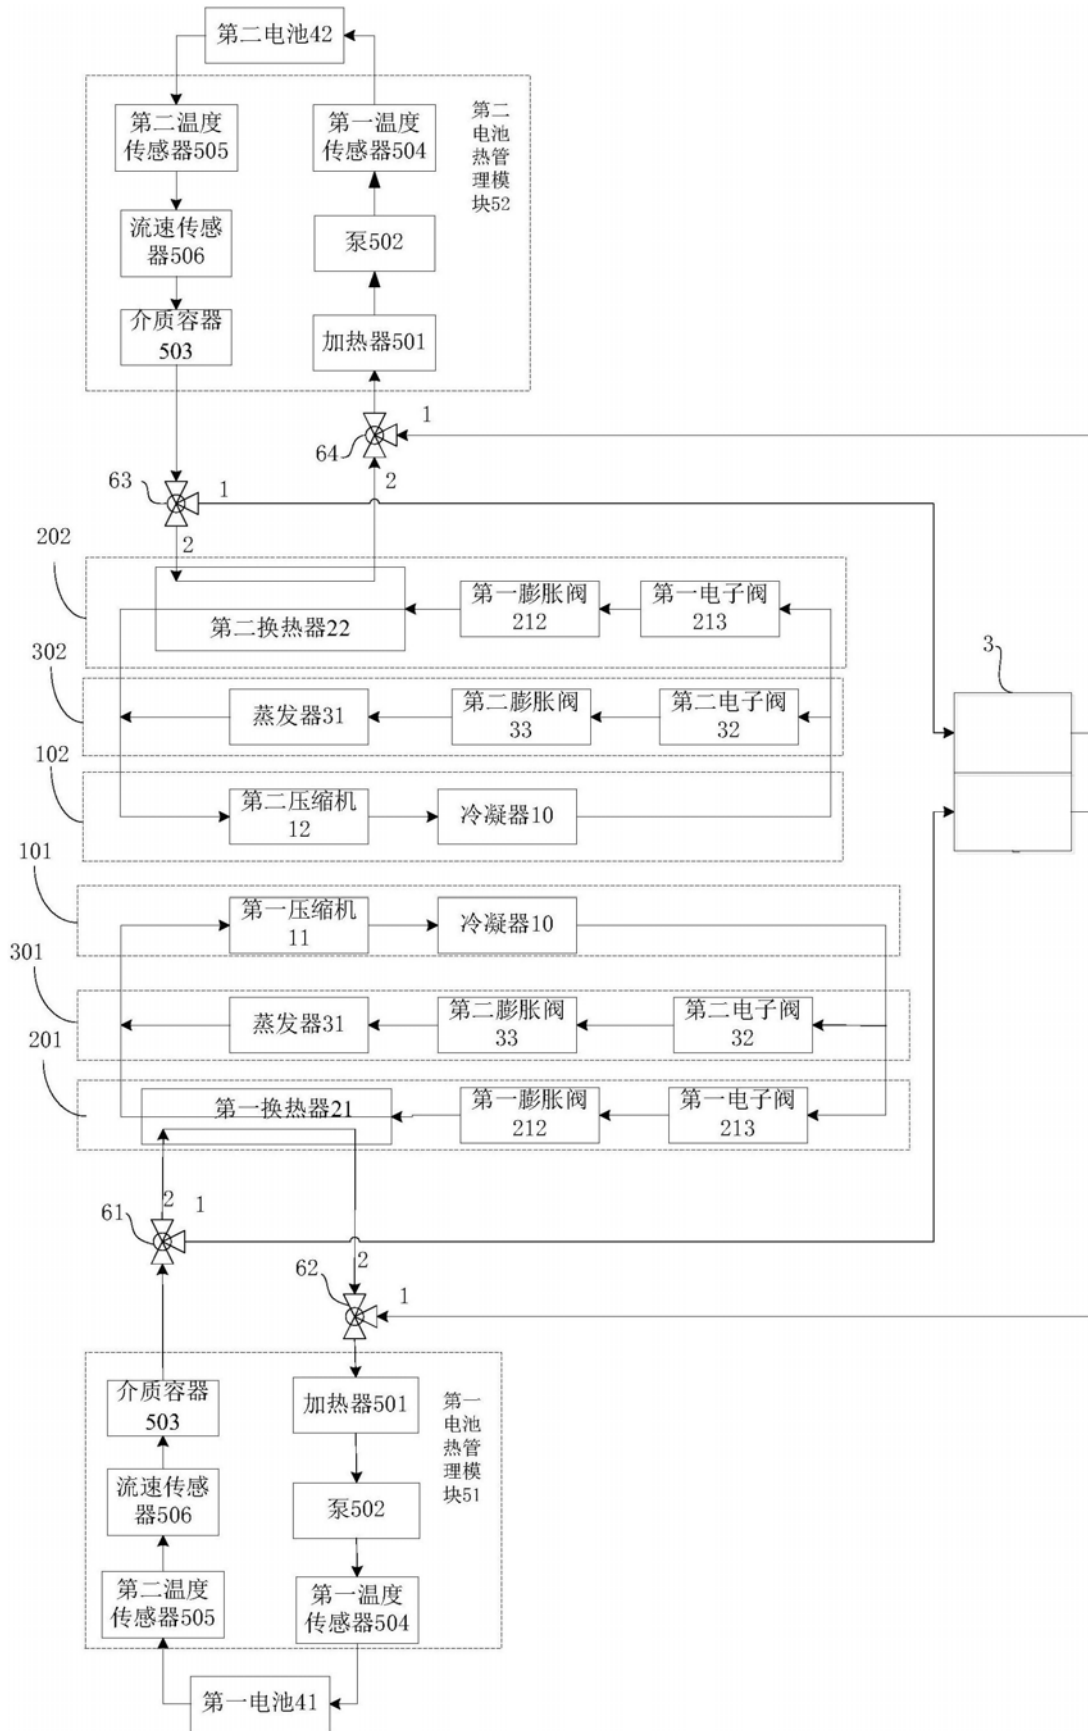 第二电池42
第二温度
传感器505
第一温度
传感器504
第二
电池
热管
理模
块52
流速传感
器506
泵502
介质容器
503
加热器501
1
64
2
63
1
2
202
第二换热器22
第一膨胀阀
212
第一电子阀
213
302
蒸发器31
第二膨胀阀
33
第二电子阀
32
3
102
第二压缩机
12
冷凝器10
101
第一压缩机
11
冷凝器10
301
蒸发器31
第二膨胀阀
33
第二电子阀
32
201
第一换热器21
第一膨胀阀
212
第一电子阀
213
2
1
61
2
62
1
介质容器
503
加热器501
第一
电池
热管
理模
块51
流速传感
器506
泵502
第二温度
传感器505
第一温度
传感器504
第一电池41